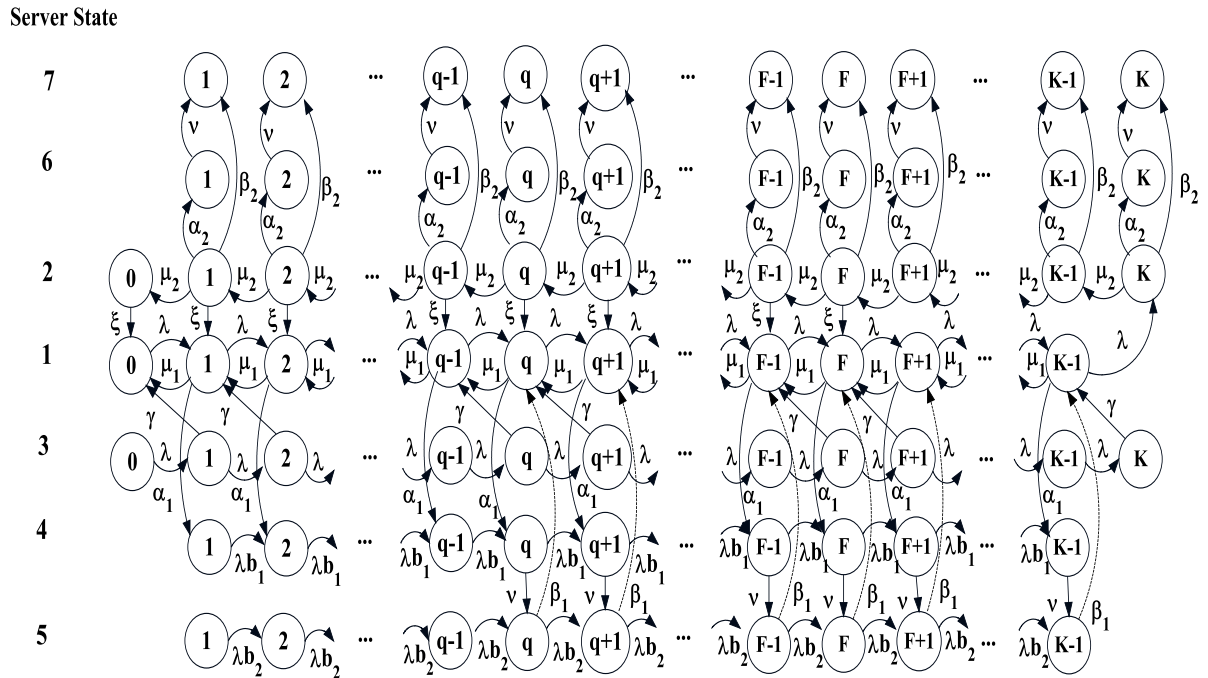 Server State
7 1 2 ... q-1 q q+1 ... F-1 F F+1 ... K-1 K
ν ν ν ν ν ν ν ν ν ν
6 1 2 ... q-1 q q+1 ... F-1 F F+1 ... K-1 K
β2 β2 β2 β2 β2 β2 β2 β2 β2 β2
α2 α2 α2 α2 α2 α2 α2 α2 α2 α2
2 0 μ2 1 μ2 2 μ2 ... μ2 q-1 μ2 q μ2 q+1 μ2 ... μ2 F-1 μ2 F μ2 F+1 μ2 ... μ2 K-1 μ2 K
ξ λ ξ λ ξ λ λ ξ λ ξ λ ξ λ λ ξ λ ξ λ λ λ λ
1 0 μ1 1 μ1 2 μ1 ... μ1 q-1 μ1 q μ1 q+1 μ1 ... μ1 F-1 μ1 F μ1 F+1 μ1 ... μ1 K-1
γ γ γ γ γ γ
3 0 λ 1 λ 2 λ ... λ q-1 λ q λ q+1 λ ... λ F-1 λ F λ F+1 λ ... λ K-1 λ K
α1 α1 α1 α1 α1 α1 α1
4 1 2 ... q-1 q q+1 ... F-1 F F+1 ... K-1
λb1 λb1 λb1 λb1 λb1 λb1 λb1 λb1 λb1 λb1 λb1
ν β1 ν β1 ν β1 ν β1 ν β1 ν β1
5 1 2 ... q-1 q q+1 ... F-1 F F+1 ... K-1
λb2 λb2 λb2 λb2 λb2 λb2 λb2 λb2 λb2 λb2 λb2